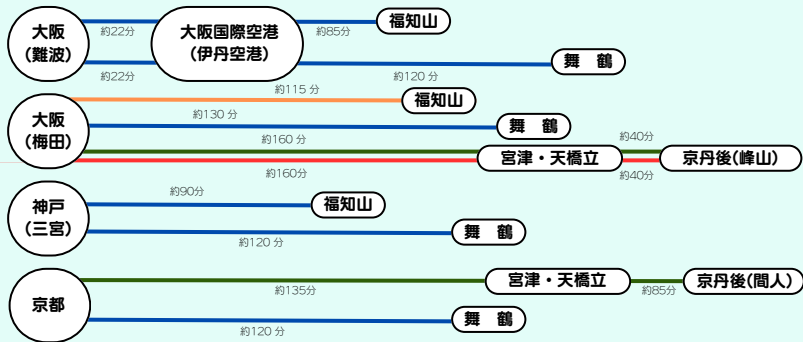 大阪
(難波)
約22分
約22分
大阪国際空港
(伊丹空港)
約85分
福知山
約120 分
舞　鶴
大阪
(梅田)
約115 分
福知山
約130 分
舞　鶴
約160 分
約160分
宮津・天橋立
約40分
約40分
京丹後(峰山)
神戸
(三宮)
約90分
福知山
約120 分
舞　鶴
京都
約135分
宮津・天橋立
約85分
京丹後(間人)
約120 分
舞　鶴